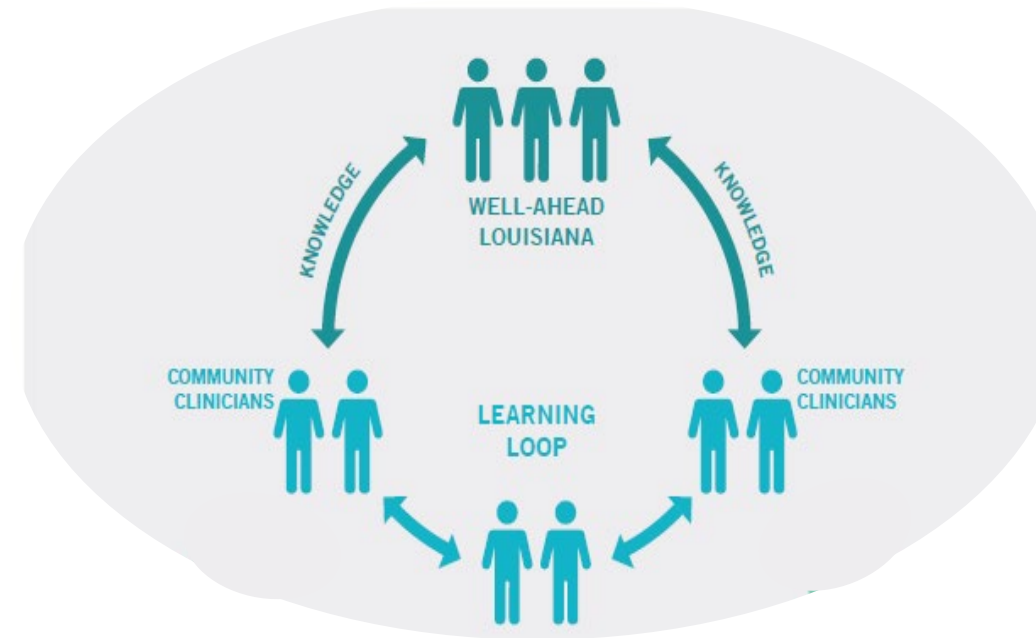 WELL-AHEAD
LOUISIANA
KNOWLEDGE
KNOWLEDGE
COMMUNITY
CLINICIANS
LEARNING
LOOP
COMMUNITY
CLINICIANS